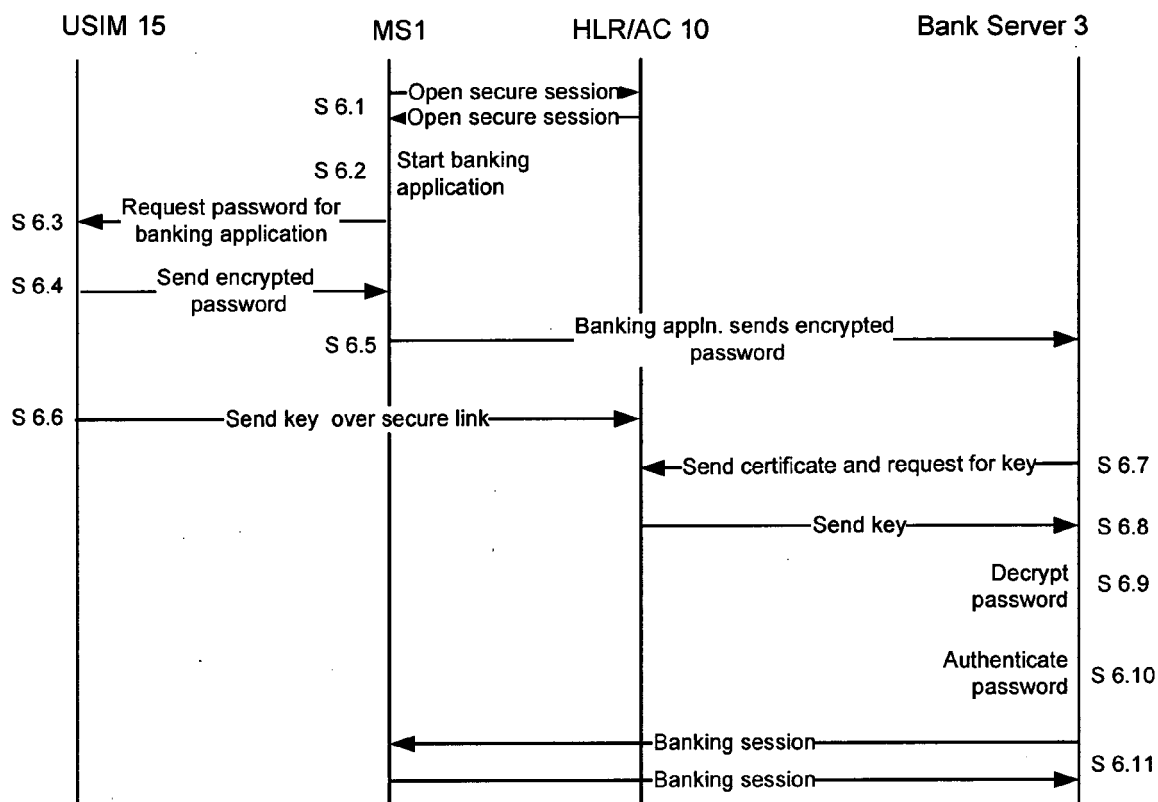 USIM 15 MS1 HLR/AC 10 Bank Server 3
Open secure session
S 6.1
Open secure session
S 6.2 Start banking
application
S 6.3 Request password for
banking application
S 6.4 Send encrypted
password
S 6.5 Banking appln. sends encrypted
password
S 6.6 Send key over secure link
Send certificate and request for key S 6.7
Send key S 6.8
Decrypt
password S 6.9
Authenticate
password S 6.10
Banking session
S 6.11
Banking session